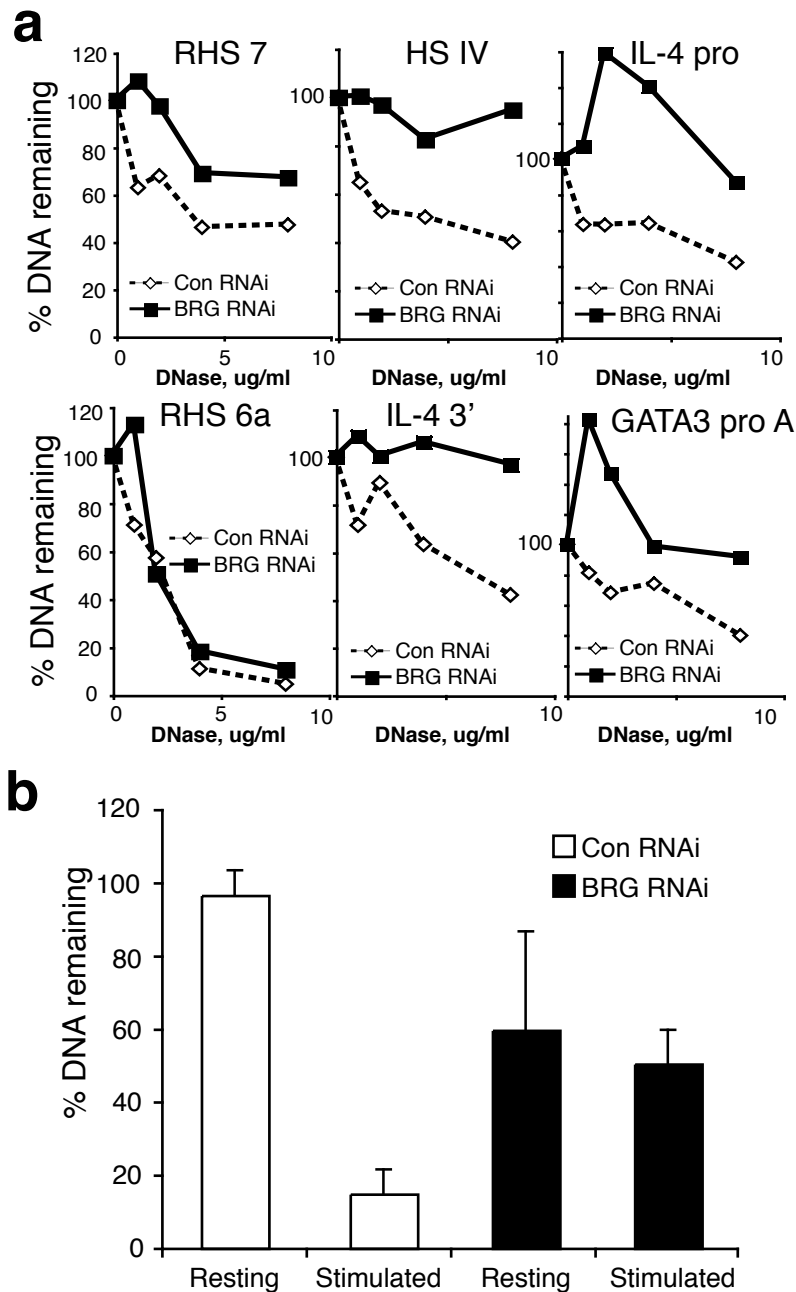 a
RHS 7
HS IV
IL-4 pro
% DNA remaining
120
100
80
60
40
20
0
100
100
Con RNAi
BRG RNAi
Con RNAi
BRG RNAi
Con RNAi
BRG RNAi
0 5 10
10
10
DNase, ug/ml
DNase, ug/ml
DNase, ug/ml
RHS 6a
IL-4 3’
GATA3 pro A
% DNA remaining
120
100
80
60
40
20
0
100
100
Con RNAi
BRG RNAi
Con RNAi
BRG RNAi
Con RNAi
BRG RNAi
0 5 10
10
10
DNase, ug/ml
DNase, ug/ml
DNase, ug/ml
b
% DNA remaining
120
100
80
60
40
20
0
Con RNAi
BRG RNAi
Resting Stimulated Resting Stimulated